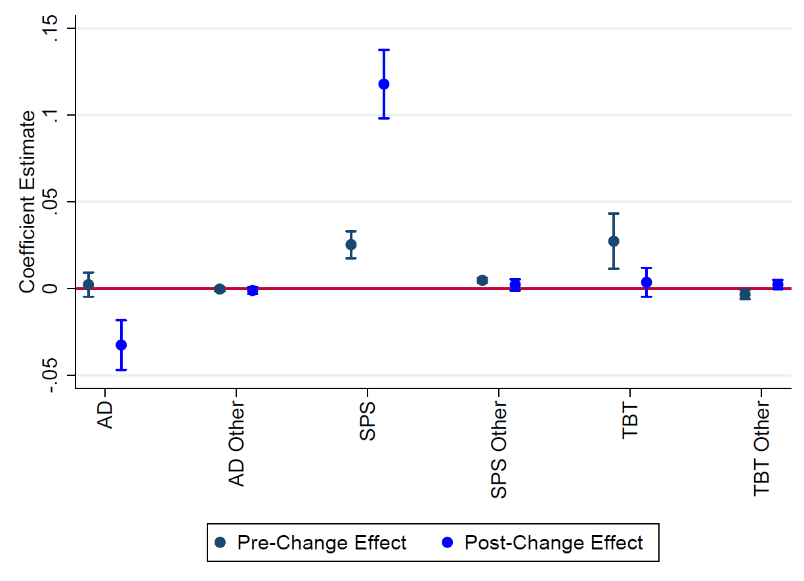 Coefficient Estimate
.15
.1
.05
0
-.05
AD
AD Other
SPS
SPS Other
TBT
TBT Other
Pre-Change Effect
Post-Change Effect